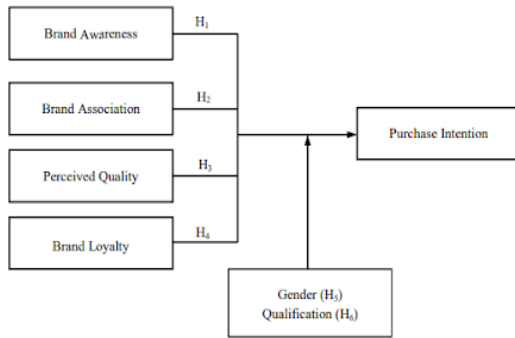 Brand Awareness
H₁
Brand Association
H₂
Perceived Quality
H₃
Brand Loyalty
H₄
Purchase Intention
Gender (H₅)
Qualification (H₆)